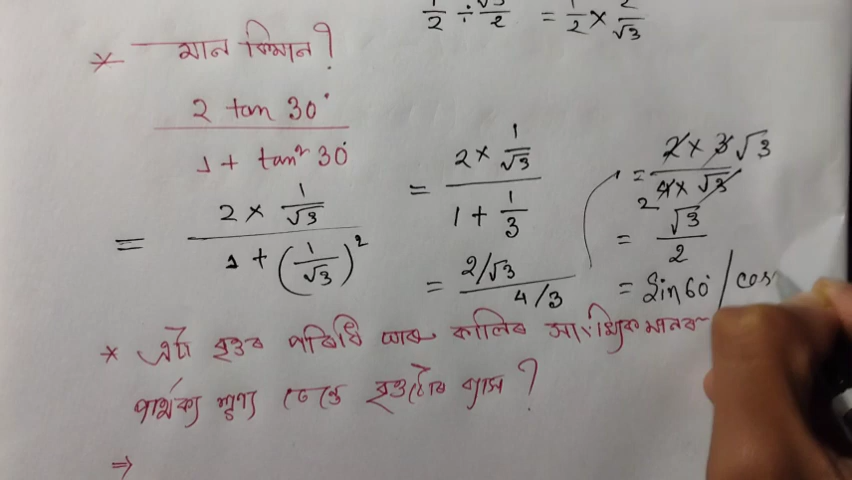 1/2 ÷ √3/2 = 1/2 × 2/√3
* মান কিমান?
2 tan 30° / 1 + tan² 30°
= 2 × 1/√3 / 1 + (1/√3)²
= 2 × 1/√3 / 1 + 1/3
= 2/√3 / 4/3
= 2 × 3 √3 / 4 × √3 2
= √3 / 2
= Sin 60° / cos
* এটা বৃত্তৰ পৰিধি আৰু কালিৰ সাংখ্যিক মানৰ
পাৰ্থক্য শূণ্য হেন্তে বৃত্তটোৰ ব্যাস?
⇒